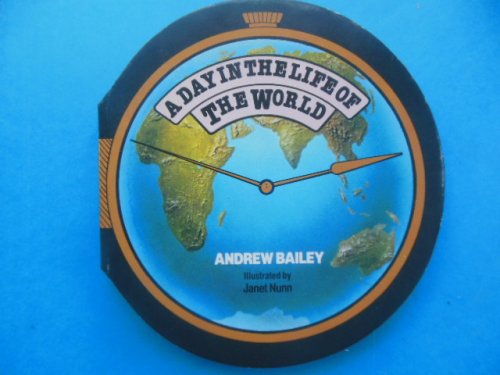 A DAY IN THE LIFE OF
THE WORLD
ANDREW BAILEY
Illustrated by
Janet Nunn